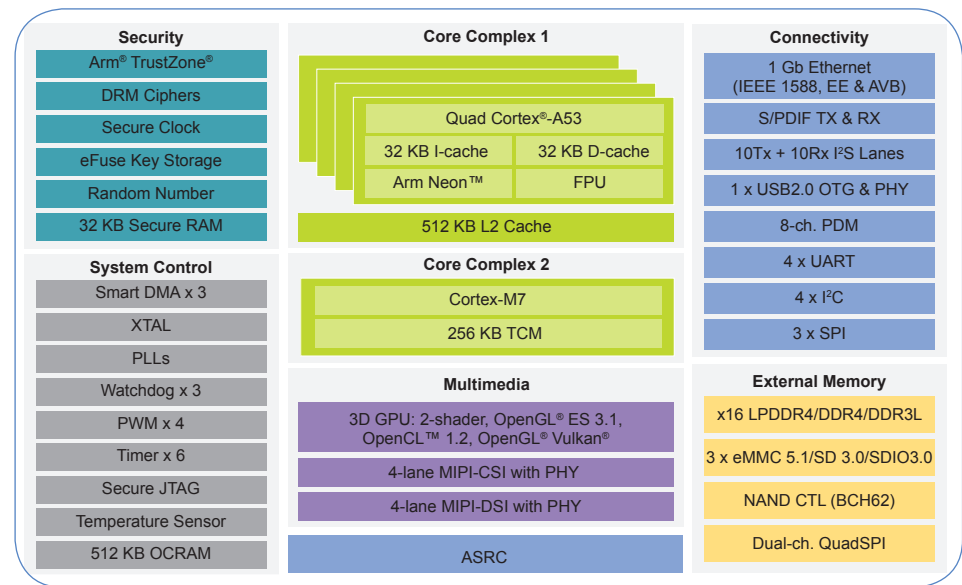 Security
Arm® TrustZone®
DRM Ciphers
Secure Clock
eFuse Key Storage
Random Number
32 KB Secure RAM
System Control
Smart DMA x 3
XTAL
PLLs
Watchdog x 3
PWM x 4
Timer x 6
Secure JTAG
Temperature Sensor
512 KB OCRAM
Core Complex 1
Quad Cortex®-A53
32 KB I-cache
32 KB D-cache
Arm Neon™
FPU
512 KB L2 Cache
Core Complex 2
Cortex-M7
256 KB TCM
Multimedia
3D GPU: 2-shader, OpenGL® ES 3.1,
OpenCL™ 1.2, OpenGL® Vulkan®
4-lane MIPI-CSI with PHY
4-lane MIPI-DSI with PHY
ASRC
Connectivity
1 Gb Ethernet
(IEEE 1588, EE & AVB)
S/PDIF TX & RX
10Tx + 10Rx I²S Lanes
1 x USB2.0 OTG & PHY
8-ch. PDM
4 x UART
4 x I²C
3 x SPI
External Memory
x16 LPDDR4/DDR4/DDR3L
3 x eMMC 5.1/SD 3.0/SDIO3.0
NAND CTL (BCH62)
Dual-ch. QuadSPI